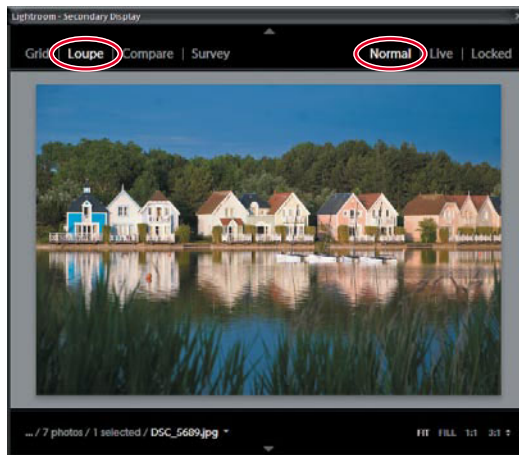 Lightroom - Secondary Display
Grid | Loupe | Compare | Survey
Normal Live | Locked
... / 7 photos / 1 selected / DSC_5689.jpg
FIT FILL 1:1 3:1